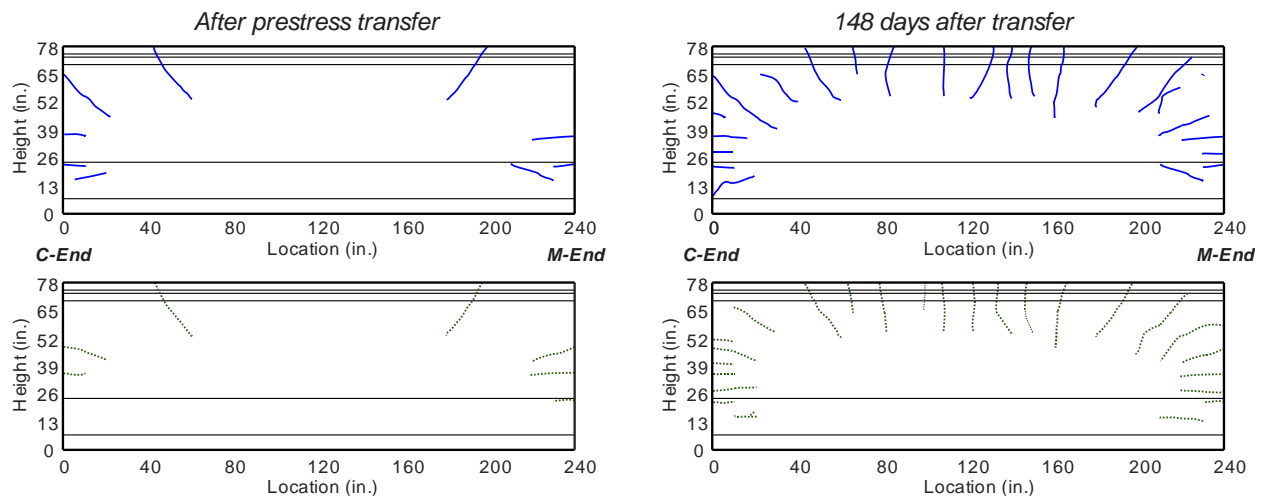 After prestress transfer
148 days after transfer
Height (in.)
78
65
52
39
26
13
0
0 40 80 120 160 200 240
Location (in.)
C-End
M-End
Height (in.)
78
65
52
39
26
13
0
0 40 80 120 160 200 240
Location (in.)
C-End
M-End
Height (in.)
78
65
52
39
26
13
0
0 40 80 120 160 200 240
Location (in.)
Height (in.)
78
65
52
39
26
13
0
0 40 80 120 160 200 240
Location (in.)